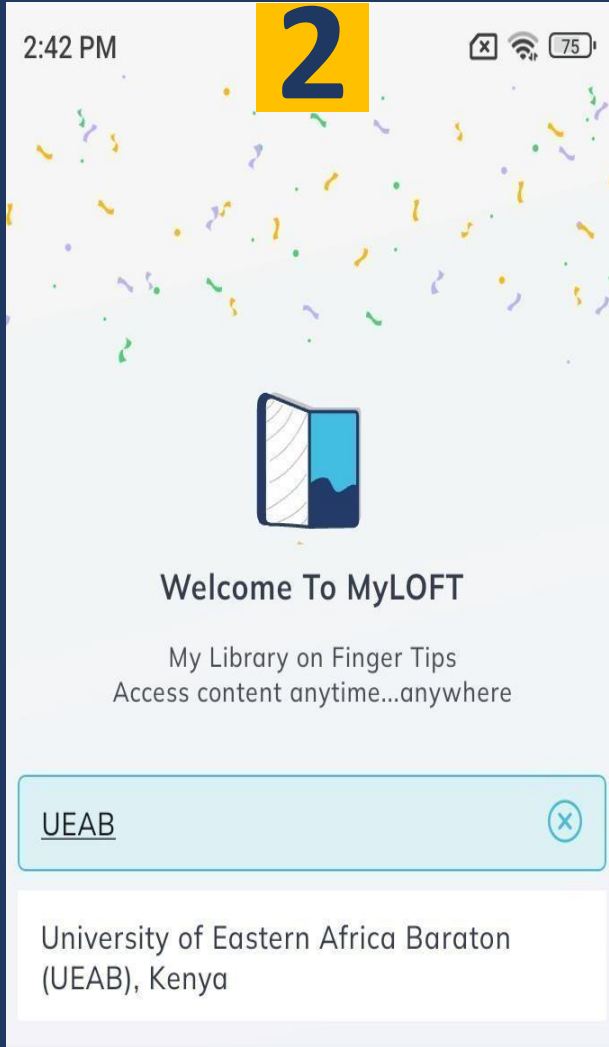 2
2:42 PM
75
Welcome To MyLOFT
My Library on Finger Tips
Access content anytime...anywhere
UEAB
University of Eastern Africa Baraton
(UEAB), Kenya